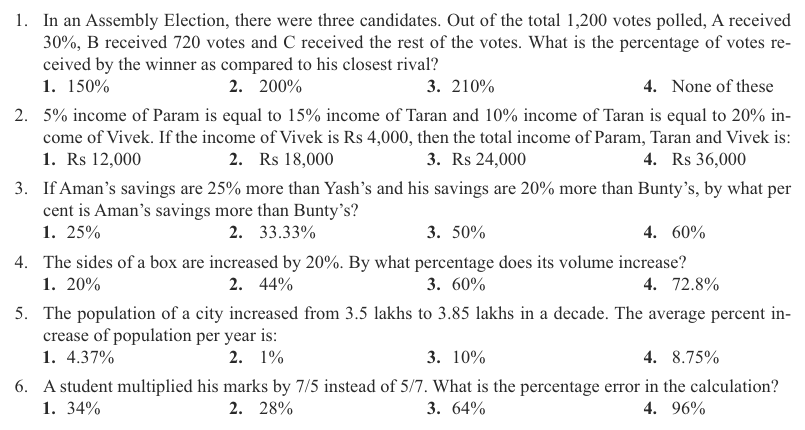 1. In an Assembly Election, there were three candidates. Out of the total 1,200 votes polled, A received
30%, B received 720 votes and C received the rest of the votes. What is the percentage of votes re-
ceived by the winner as compared to his closest rival?
1. 150% 2. 200% 3. 210% 4. None of these
2. 5% income of Param is equal to 15% income of Taran and 10% income of Taran is equal to 20% in-
come of Vivek. If the income of Vivek is Rs 4,000, then the total income of Param, Taran and Vivek is:
1. Rs 12,000 2. Rs 18,000 3. Rs 24,000 4. Rs 36,000
3. If Aman’s savings are 25% more than Yash’s and his savings are 20% more than Bunty’s, by what per
cent is Aman’s savings more than Bunty’s?
1. 25% 2. 33.33% 3. 50% 4. 60%
4. The sides of a box are increased by 20%. By what percentage does its volume increase?
1. 20% 2. 44% 3. 60% 4. 72.8%
5. The population of a city increased from 3.5 lakhs to 3.85 lakhs in a decade. The average percent in-
crease of population per year is:
1. 4.37% 2. 1% 3. 10% 4. 8.75%
6. A student multiplied his marks by 7/5 instead of 5/7. What is the percentage error in the calculation?
1. 34% 2. 28% 3. 64% 4. 96%